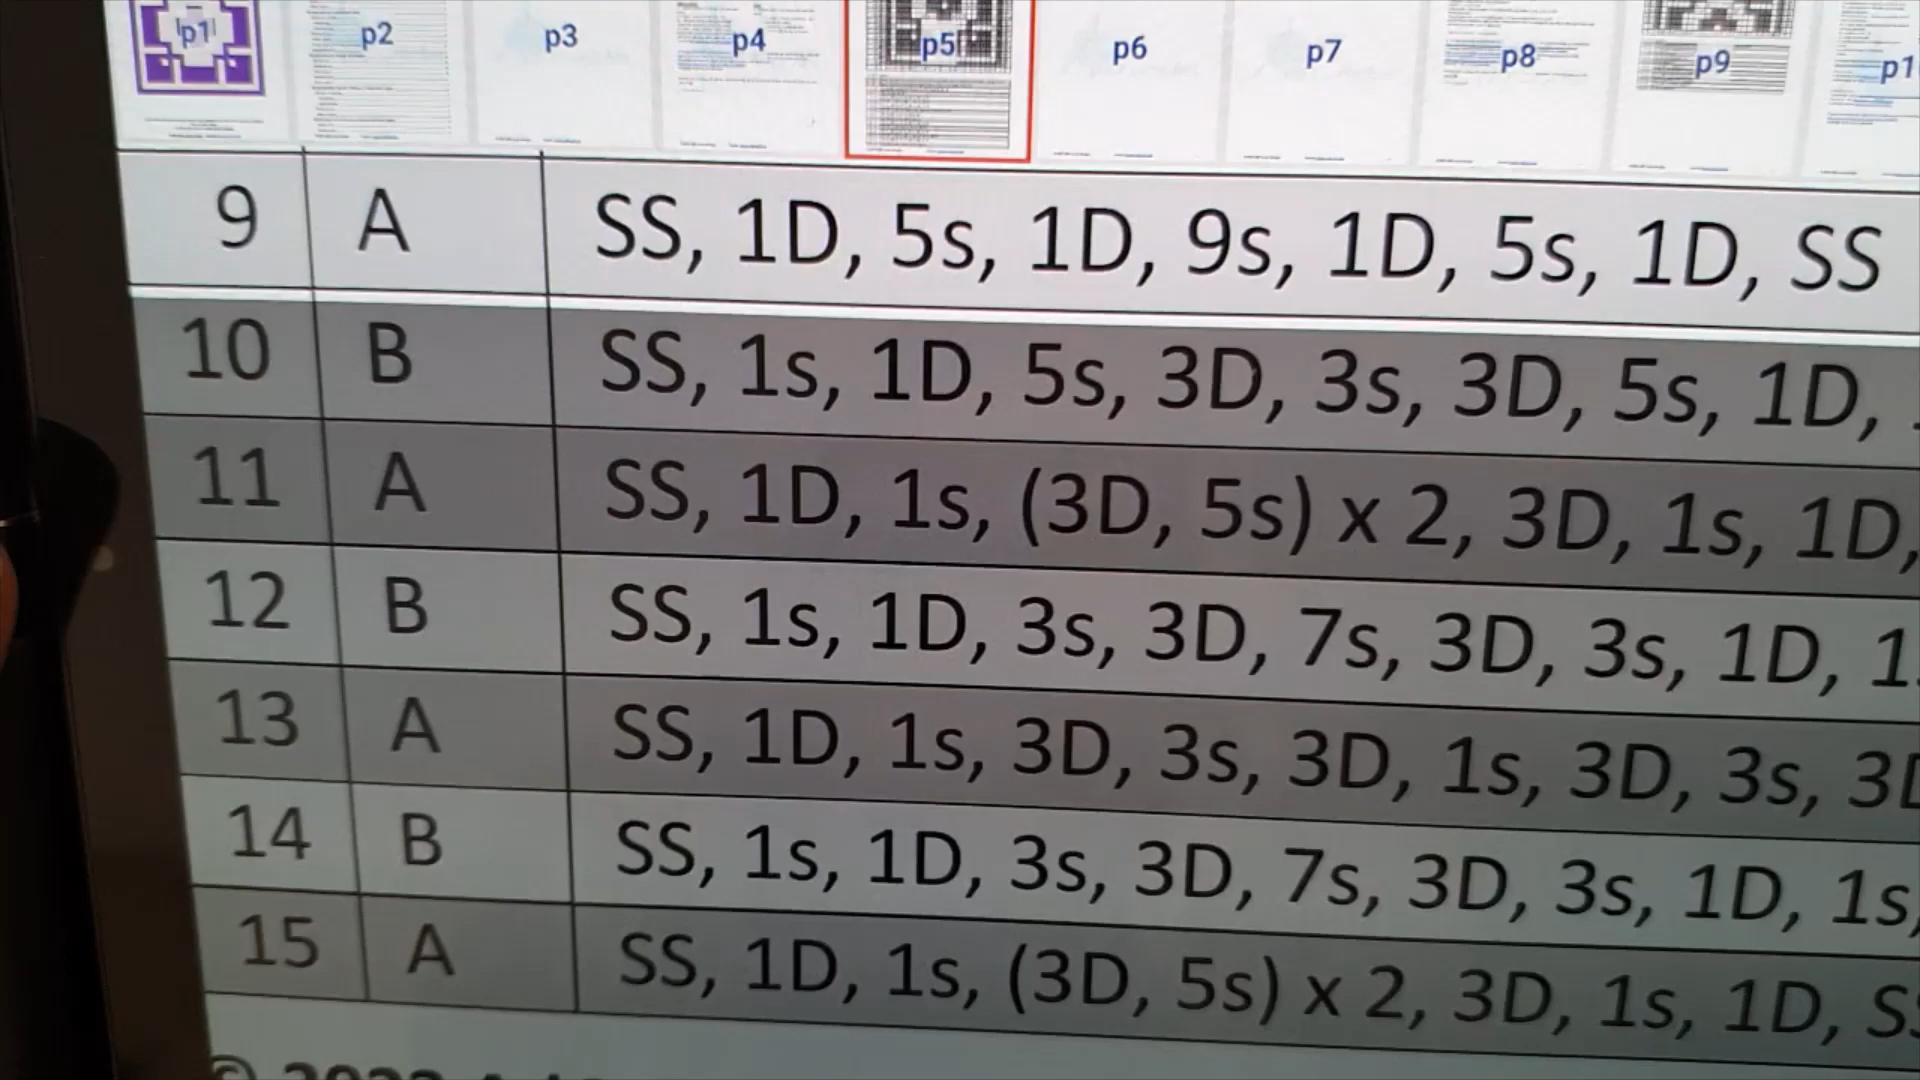 p1 p2 p3 p4 p5 p6 p7 p8 p9 p1
9 A SS, 1D, 5s, 1D, 9s, 1D, 5s, 1D, SS
10 B SS, 1s, 1D, 5s, 3D, 3s, 3D, 5s, 1D,
11 A SS, 1D, 1s, (3D, 5s) x 2, 3D, 1s, 1D,
12 B SS, 1s, 1D, 3s, 3D, 7s, 3D, 3s, 1D, 1
13 A SS, 1D, 1s, 3D, 3s, 3D, 1s, 3D, 3s, 3D
14 B SS, 1s, 1D, 3s, 3D, 7s, 3D, 3s, 1D, 1s,
15 A SS, 1D, 1s, (3D, 5s) x 2, 3D, 1s, 1D, SS